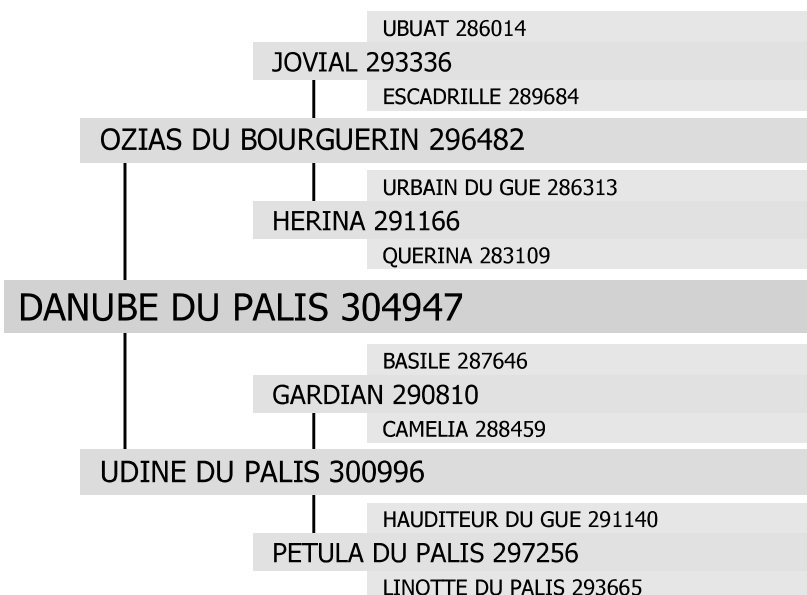 UBUAT 286014
JOVIAL 293336
ESCADRILLE 289684
OZIAS DU BOURGUERIN 296482
URBAIN DU GUE 286313
HERINA 291166
QUERINA 283109
DANUBE DU PALIS 304947
BASILE 287646
GARDIAN 290810
CAMELIA 288459
UDINE DU PALIS 300996
HAUDITEUR DU GUE 291140
PETULA DU PALIS 297256
LINOTTE DU PALIS 293665